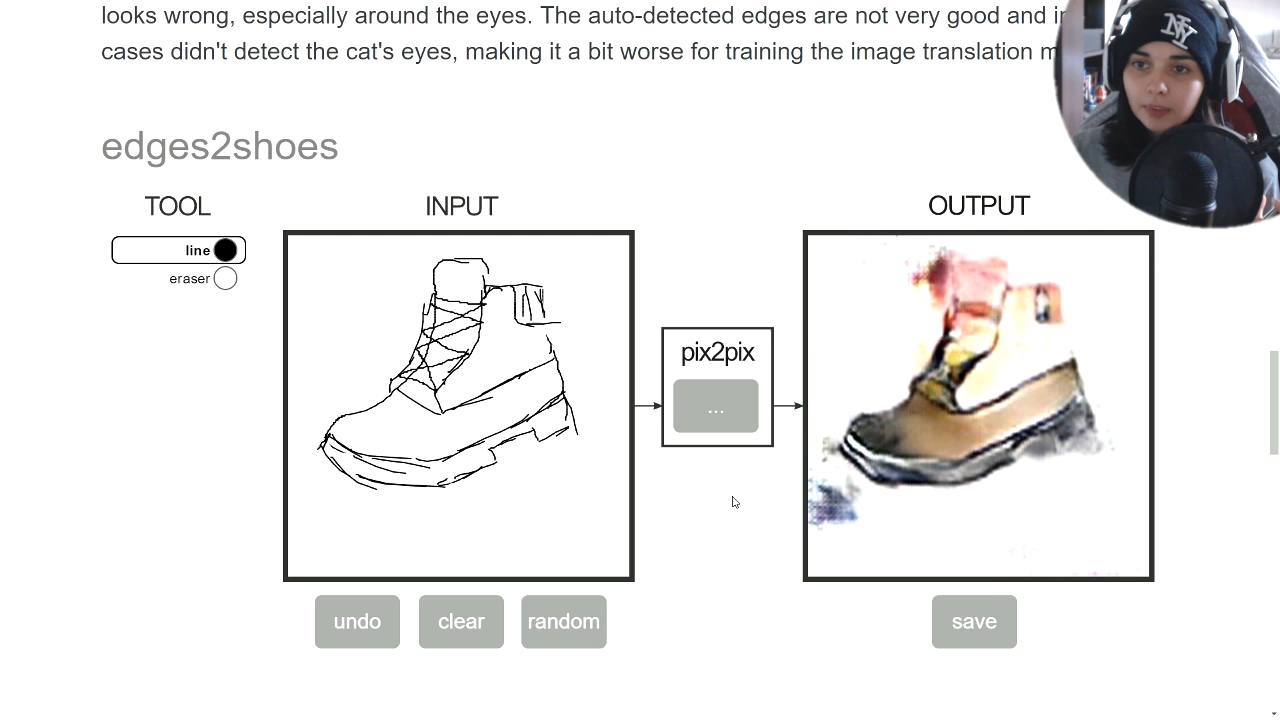 looks wrong, especially around the eyes. The auto-detected edges are not very good and in
cases didn't detect the cat's eyes, making it a bit worse for training the image translation m
edges2shoes
TOOL
INPUT
OUTPUT
line
eraser
pix2pix
...
undo
clear
random
save
NY